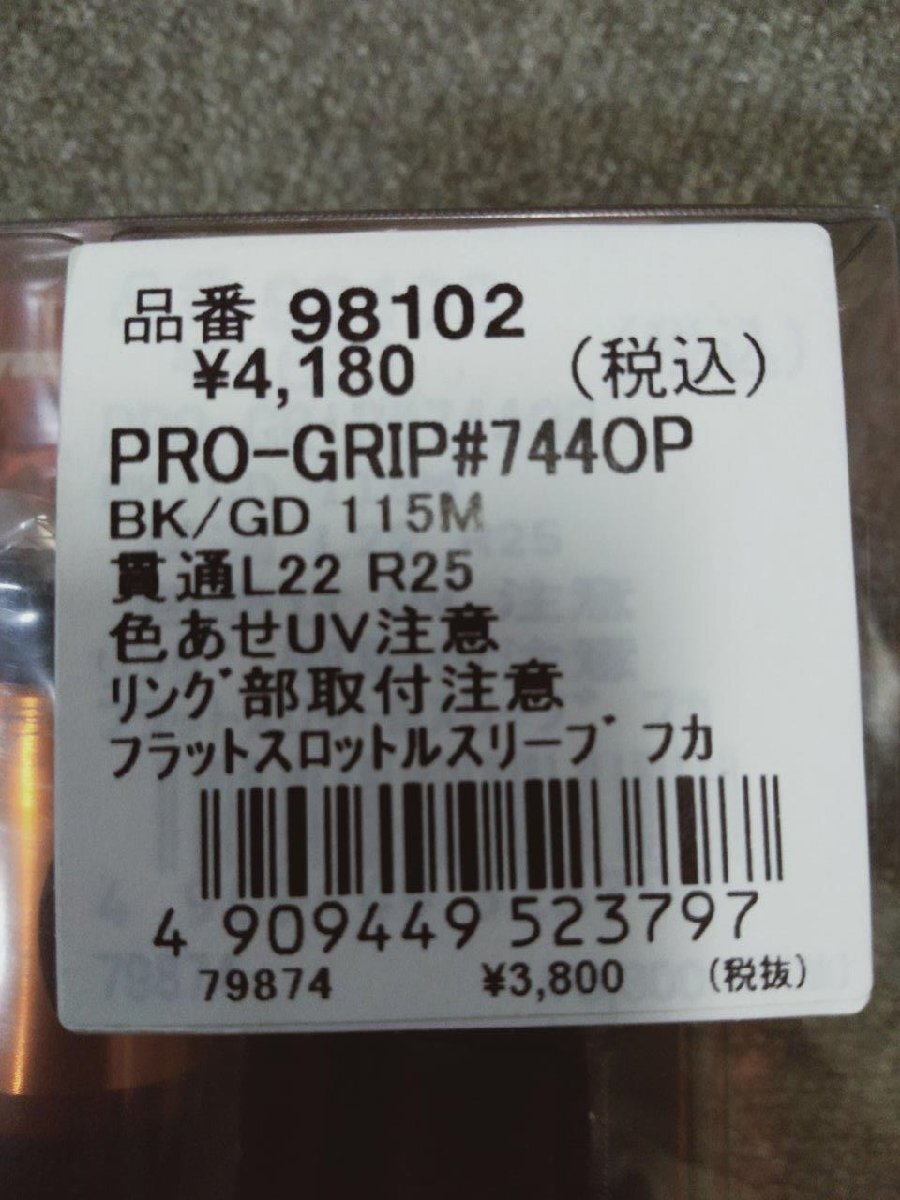 品番 98102
¥4,180 (税込)
PRO-GRIP#744OP
BK/GD 115M
貫通L22 R25
色あせUV注意
ﾘﾝｸﾞ部取付注意
ﾌﾗｯﾄスﾛｯﾄﾙｽﾘｰﾌﾞ ﾌｶ
4 909449 523797
79874 ¥3,800 (税抜)